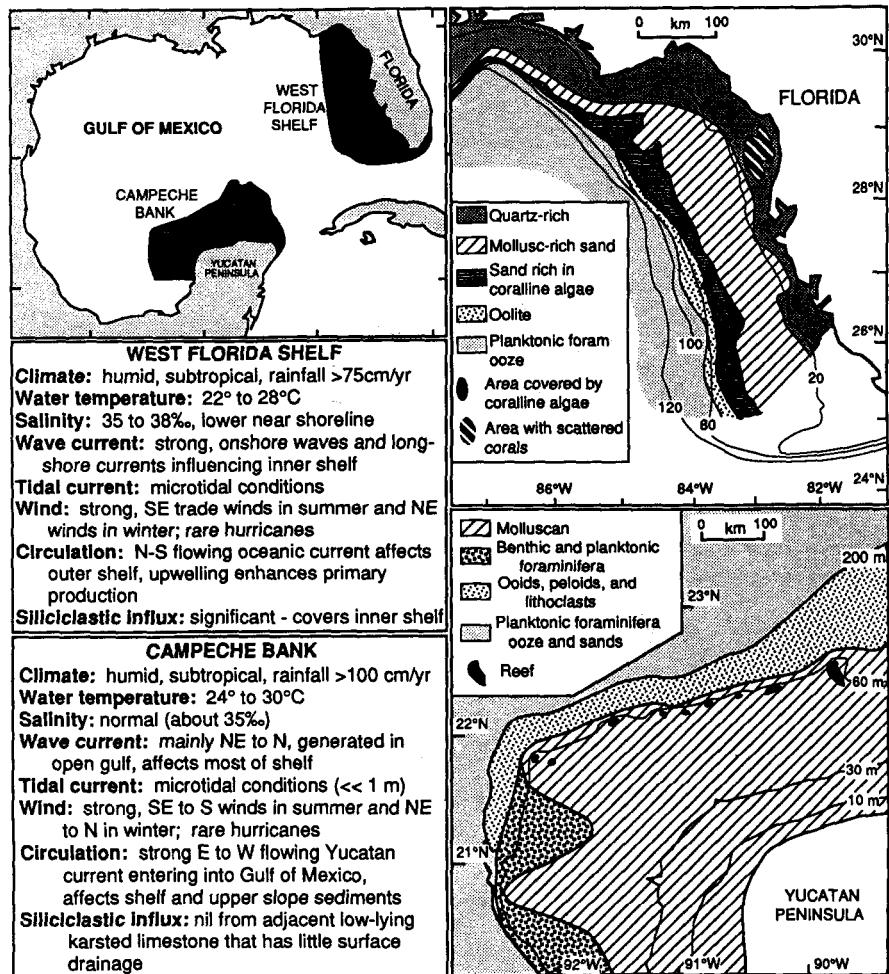 GULF OF MEXICO
WEST
FLORIDA
SHELF
FLORIDA
CAMPECHE
BANK
YUCATAN
PENINSULA
WEST FLORIDA SHELF
Climate: humid, subtropical, rainfall >75cm/yr
Water temperature: 22° to 28°C
Salinity: 35 to 38‰, lower near shoreline
Wave current: strong, onshore waves and long-
shore currents influencing inner shelf
Tidal current: microtidal conditions
Wind: strong, SE trade winds in summer and NE
winds in winter; rare hurricanes
Circulation: N-S flowing oceanic current affects
outer shelf, upwelling enhances primary
production
Siliciclastic influx: significant - covers inner shelf
CAMPECHE BANK
Climate: humid, subtropical, rainfall >100 cm/yr
Water temperature: 24° to 30°C
Salinity: normal (about 35‰)
Wave current: mainly NE to N, generated in
open gulf, affects most of shelf
Tidal current: microtidal conditions (<< 1 m)
Wind: strong, SE to S winds in summer and NE
to N in winter; rare hurricanes
Circulation: strong E to W flowing Yucatan
current entering into Gulf of Mexico,
affects shelf and upper slope sediments
Siliciclastic influx: nil from adjacent low-lying
karsted limestone that has little surface
drainage
0 km 100
30°N
FLORIDA
28°N
26°N
24°N
86°W 84°W 82°W
Quartz-rich
Mollusc-rich sand
Sand rich in
coralline algae
Oolite
Planktonic foram
ooze
Area covered by
coralline algae
Area with scattered
corals
100
120
60
20
Molluscan
Benthic and planktonic
foraminifera
Ooids, peloids, and
lithoclasts
Planktonic foraminifera
ooze and sands
Reef
0 km 100
200 m
23°N
60 m
22°N
30 m
10 m
21°N
YUCATAN
PENINSULA
92°W 91°W 90°W